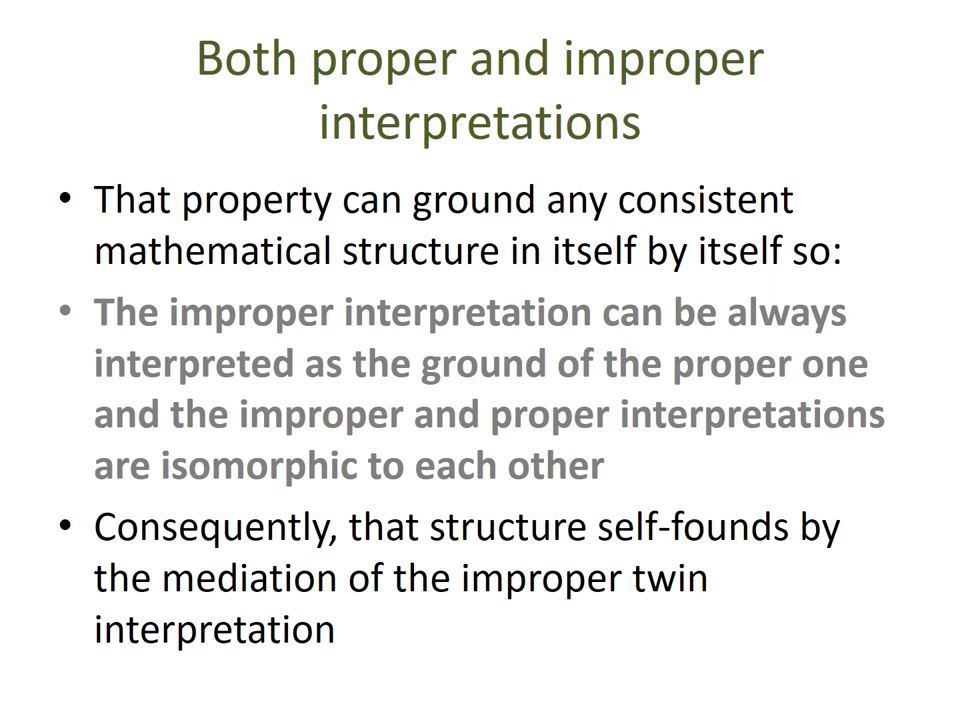 Both proper and improper
interpretations
• That property can ground any consistent
mathematical structure in itself by itself so:
• The improper interpretation can be always
interpreted as the ground of the proper one
and the improper and proper interpretations
are isomorphic to each other
• Consequently, that structure self-founds by
the mediation of the improper twin
interpretation